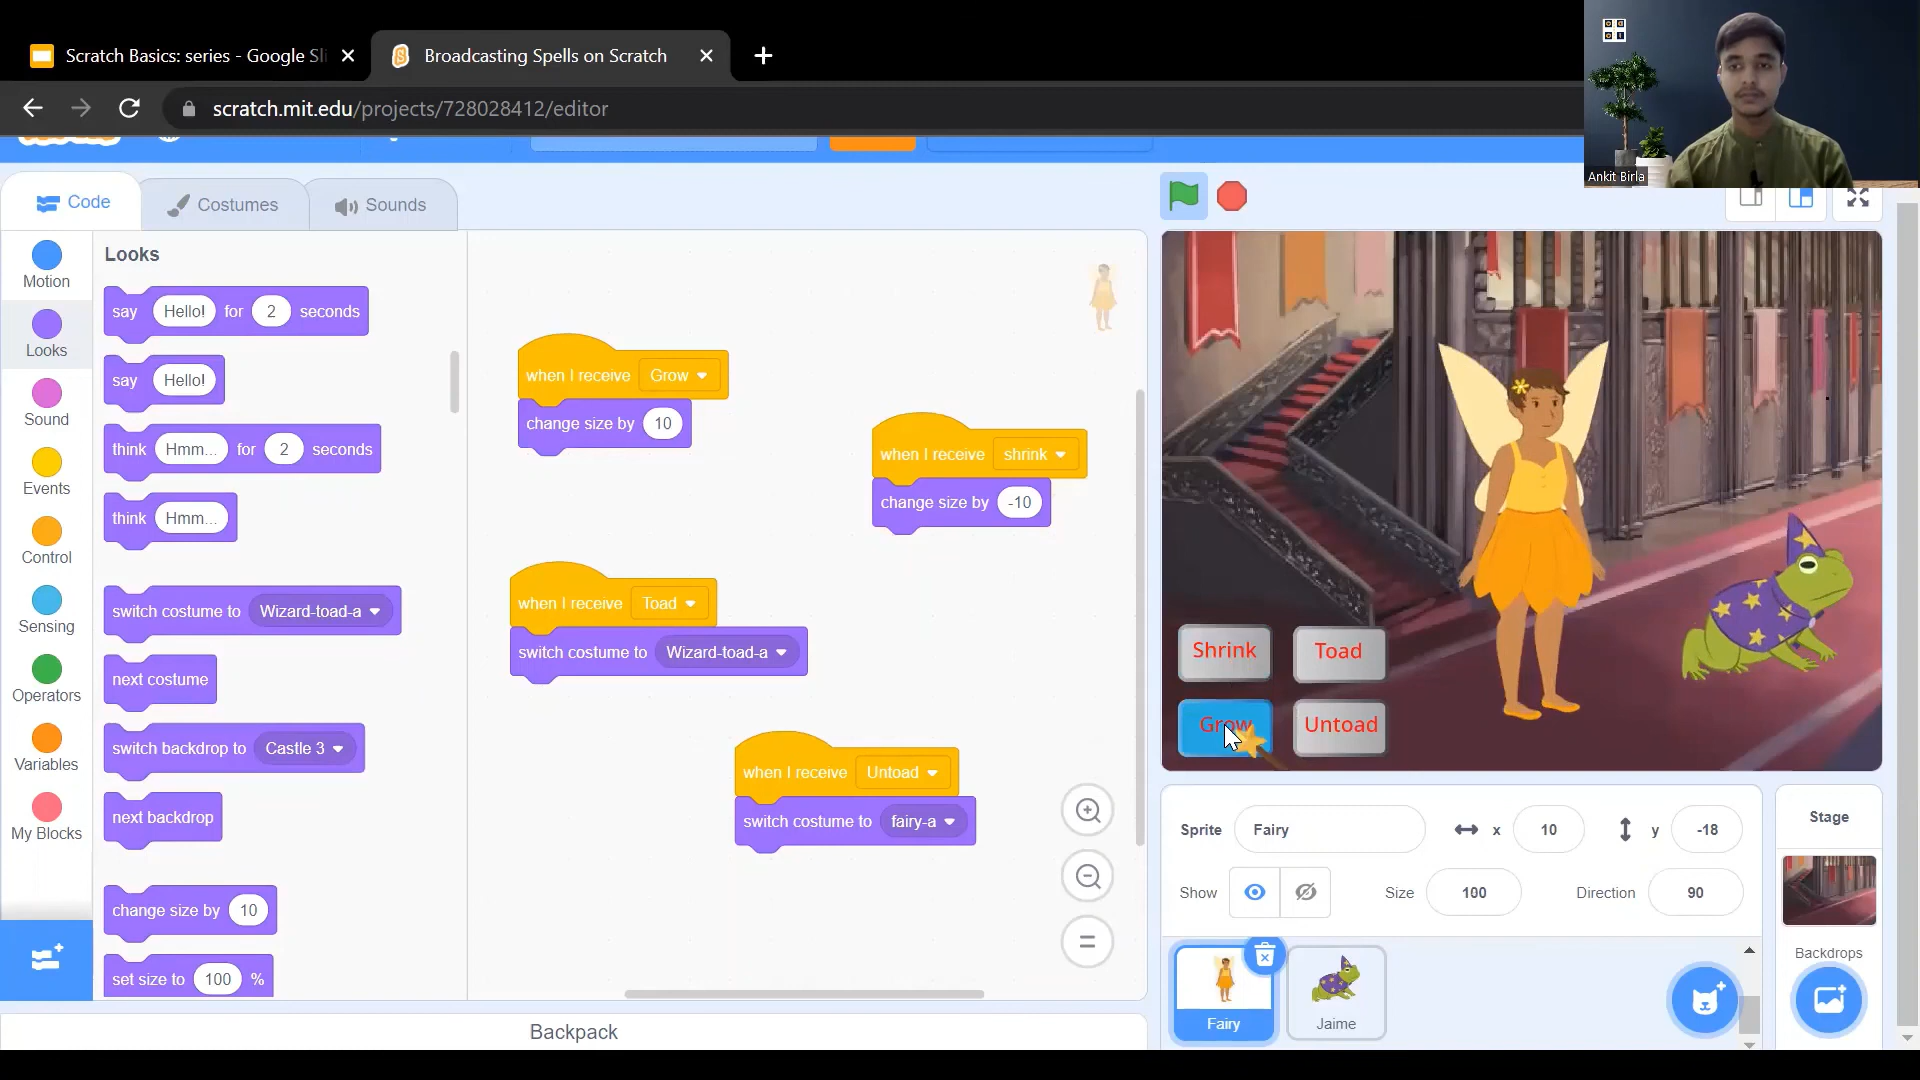 Scratch Basics: series - Google Sli
Broadcasting Spells on Scratch
scratch.mit.edu/projects/728028412/editor
Ankit Birla
Code
Costumes
Sounds
Motion
Looks
Sound
Events
Control
Sensing
Operators
Variables
My Blocks
Looks
say Hello! for 2 seconds
say Hello!
think Hmm... for 2 seconds
think Hmm...
switch costume to Wizard-toad-a
next costume
switch backdrop to Castle 3
next backdrop
change size by 10
set size to 100 %
when I receive Grow
change size by 10
when I receive shrink
change size by -10
when I receive Toad
switch costume to Wizard-toad-a
when I receive Untoad
switch costume to fairy-a
Backpack
Shrink
Toad
Grow
Untoad
Sprite Fairy x 10 y -18
Show Size 100 Direction 90
Fairy
Jaime
Stage
Backdrops